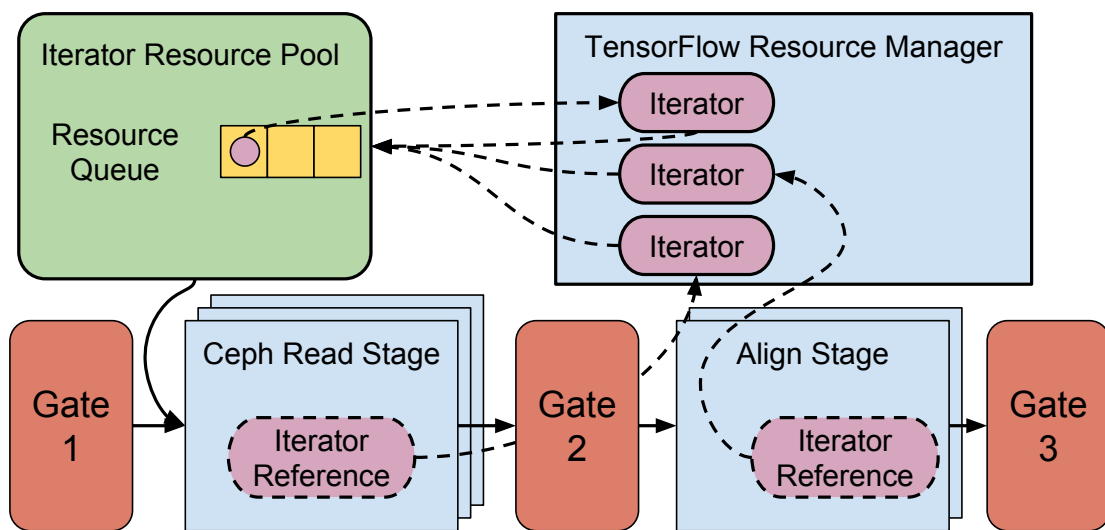 Iterator Resource Pool
Resource
Queue
TensorFlow Resource Manager
Iterator
Iterator
Iterator
Gate
1
Ceph Read Stage
Iterator
Reference
Gate
2
Align Stage
Iterator
Reference
Gate
3